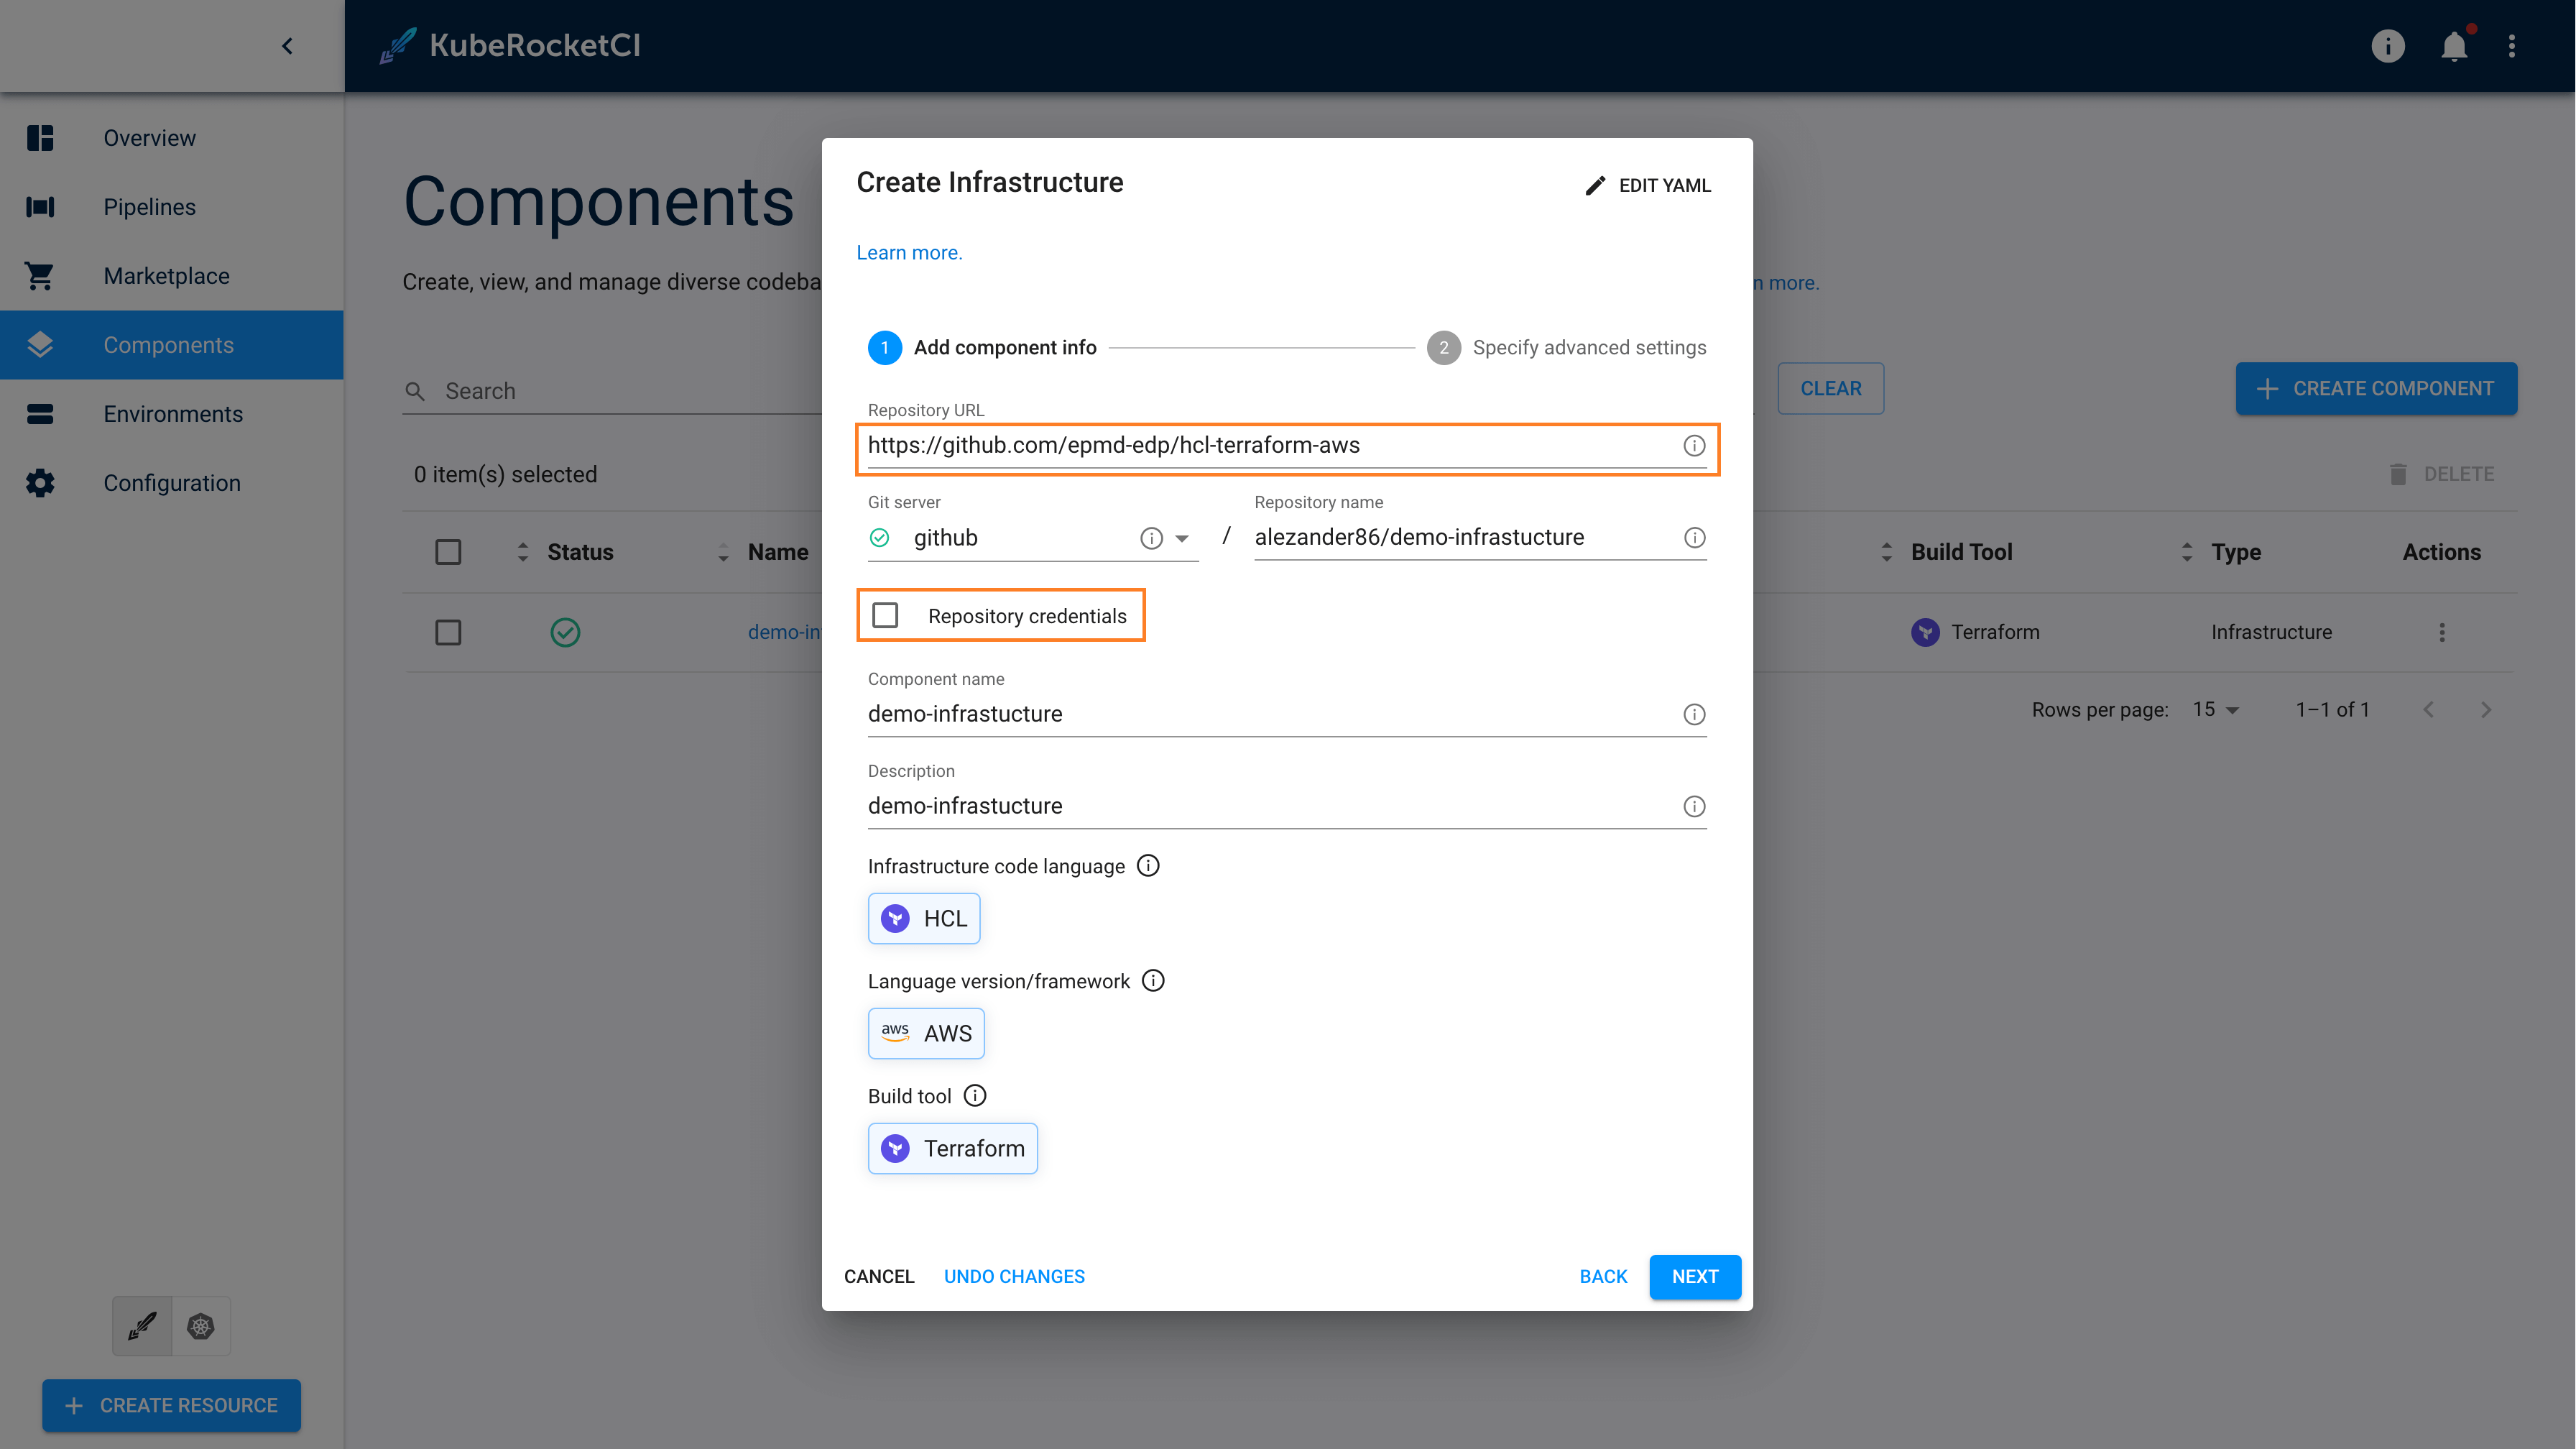 KubeRocketCI
Overview
Pipelines
Marketplace
Components
Environments
Configuration
CREATE RESOURCE
Components
Create, view, and manage diverse codeba
n more.
Search
CLEAR
CREATE COMPONENT
0 item(s) selected
DELETE
Status Name Build Tool Type Actions
demo-in Terraform Infrastructure
Rows per page: 15 1–1 of 1
Create Infrastructure
EDIT YAML
Learn more.
1 Add component info 2 Specify advanced settings
Repository URL
https://github.com/epmd-edp/hcl-terraform-aws
Git server Repository name
github / alezander86/demo-infrastucture
Repository credentials
Component name
demo-infrastucture
Description
demo-infrastucture
Infrastructure code language
HCL
Language version/framework
aws AWS
Build tool
Terraform
CANCEL UNDO CHANGES BACK NEXT